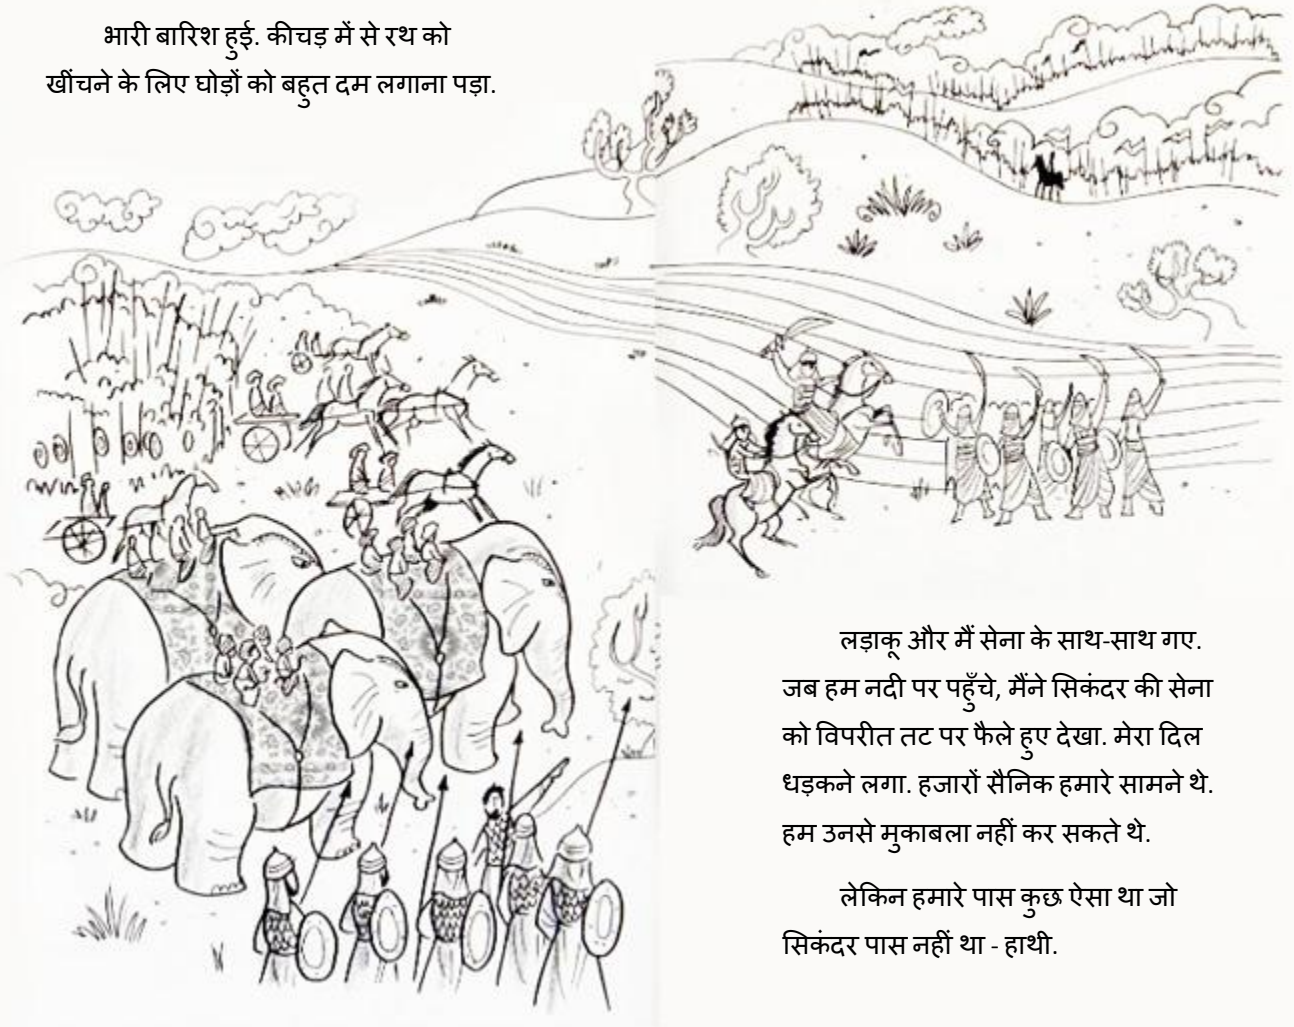 भारी बारिश हुई. कीचड़ में से रथ को
खींचने के लिए घोड़ों को बहुत दम लगाना पड़ा.
लड़ाकू और मैं सेना के साथ-साथ गए.
जब हम नदी पर पहुँचे, मैंने सिकंदर की सेना
को विपरीत तट पर फैले हुए देखा. मेरा दिल
धड़कने लगा. हजारों सैनिक हमारे सामने थे.
हम उनसे मुकाबला नहीं कर सकते थे.
लेकिन हमारे पास कुछ ऐसा था जो
सिकंदर पास नहीं था - हाथी.